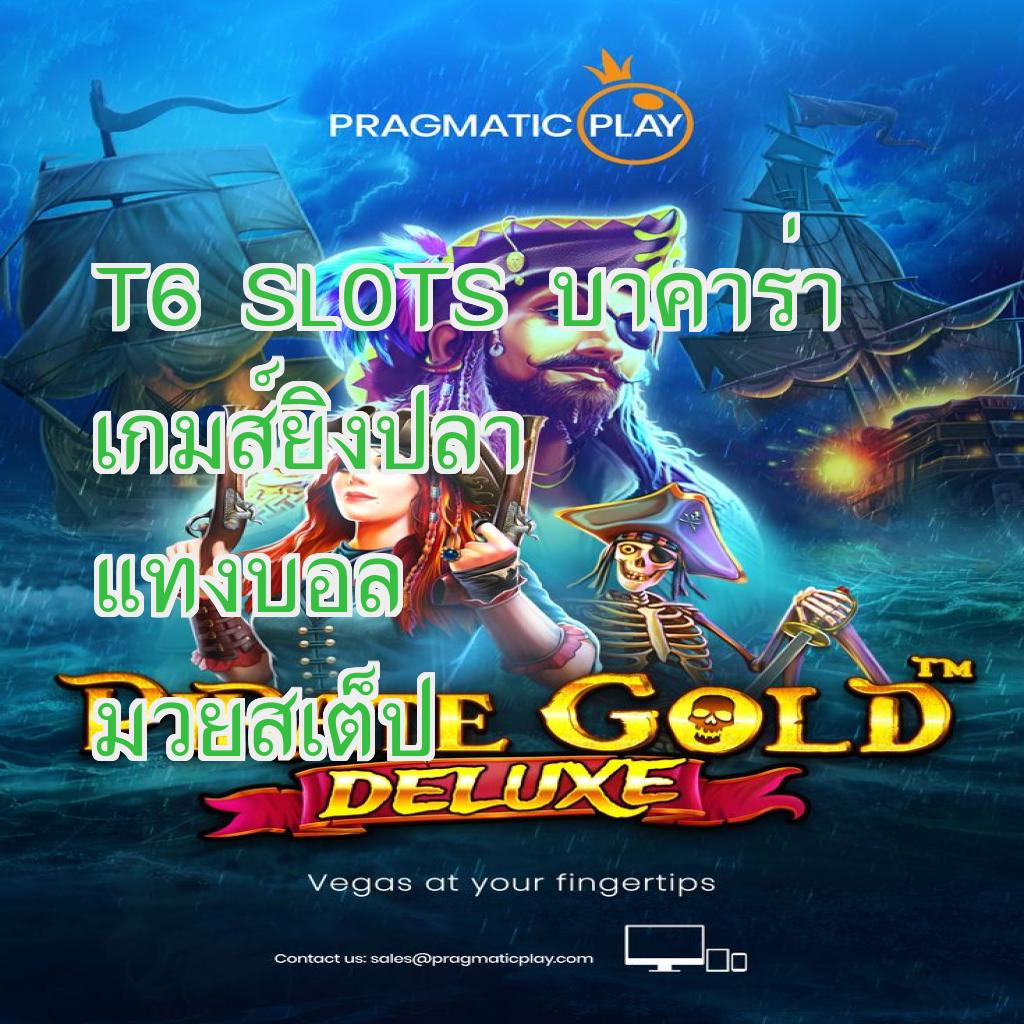 PRAGMATIC PLAY
T6 SLOTS บาคาร่า
เกมส์ยิงปลา
แทงบอล
มวยสเต็ป
GOLD™
DELUXE
Vegas at your fingertips
Contact us: sales@pragmaticplay.com